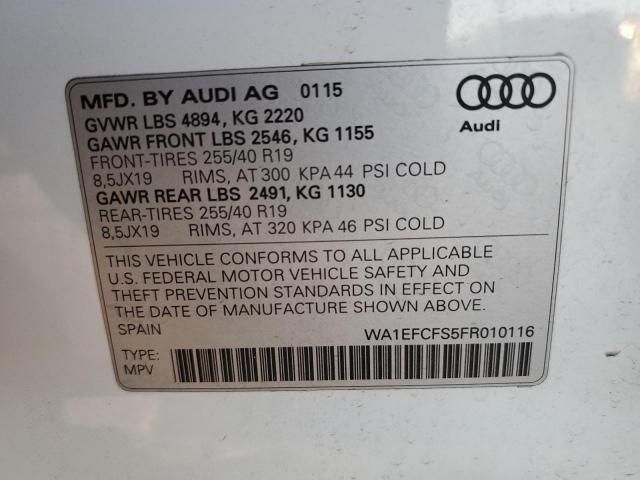 MFD. BY AUDI AG 0115
GVWR LBS 4894, KG 2220
GAWR FRONT LBS 2546, KG 1155
FRONT-TIRES 255/40 R19
8,5JX19 RIMS, AT 300 KPA 44 PSI COLD
GAWR REAR LBS 2491, KG 1130
REAR-TIRES 255/40 R19
8,5JX19 RIMS, AT 320 KPA 46 PSI COLD
Audi
THIS VEHICLE CONFORMS TO ALL APPLICABLE
U.S. FEDERAL MOTOR VEHICLE SAFETY AND
THEFT PREVENTION STANDARDS IN EFFECT ON
THE DATE OF MANUFACTURE SHOWN ABOVE.
SPAIN WA1EFCFS5FR010116
TYPE:
MPV